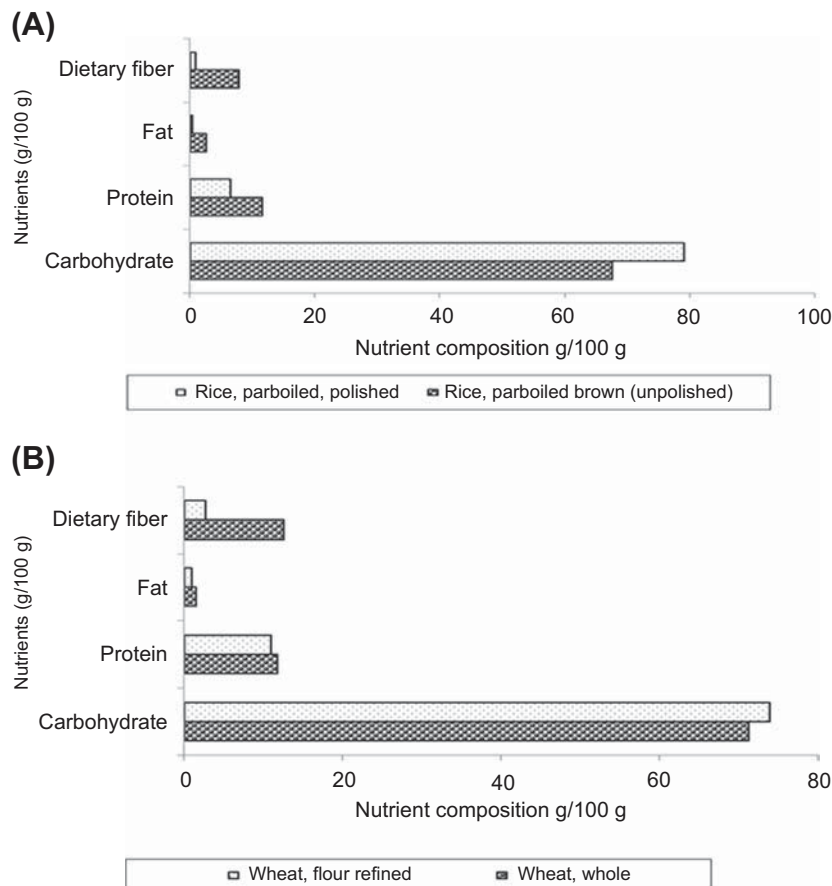 (A)
Nutrients (g/100 g)
Dietary fiber
Fat
Protein
Carbohydrate
0 20 40 60 80 100
Nutrient composition g/100 g
Rice, parboiled, polished Rice, parboiled brown (unpolished)
(B)
Nutrients (g/100 g)
Dietary fiber
Fat
Protein
Carbohydrate
0 20 40 60 80
Nutrient composition g/100 g
Wheat, flour refined Wheat, whole